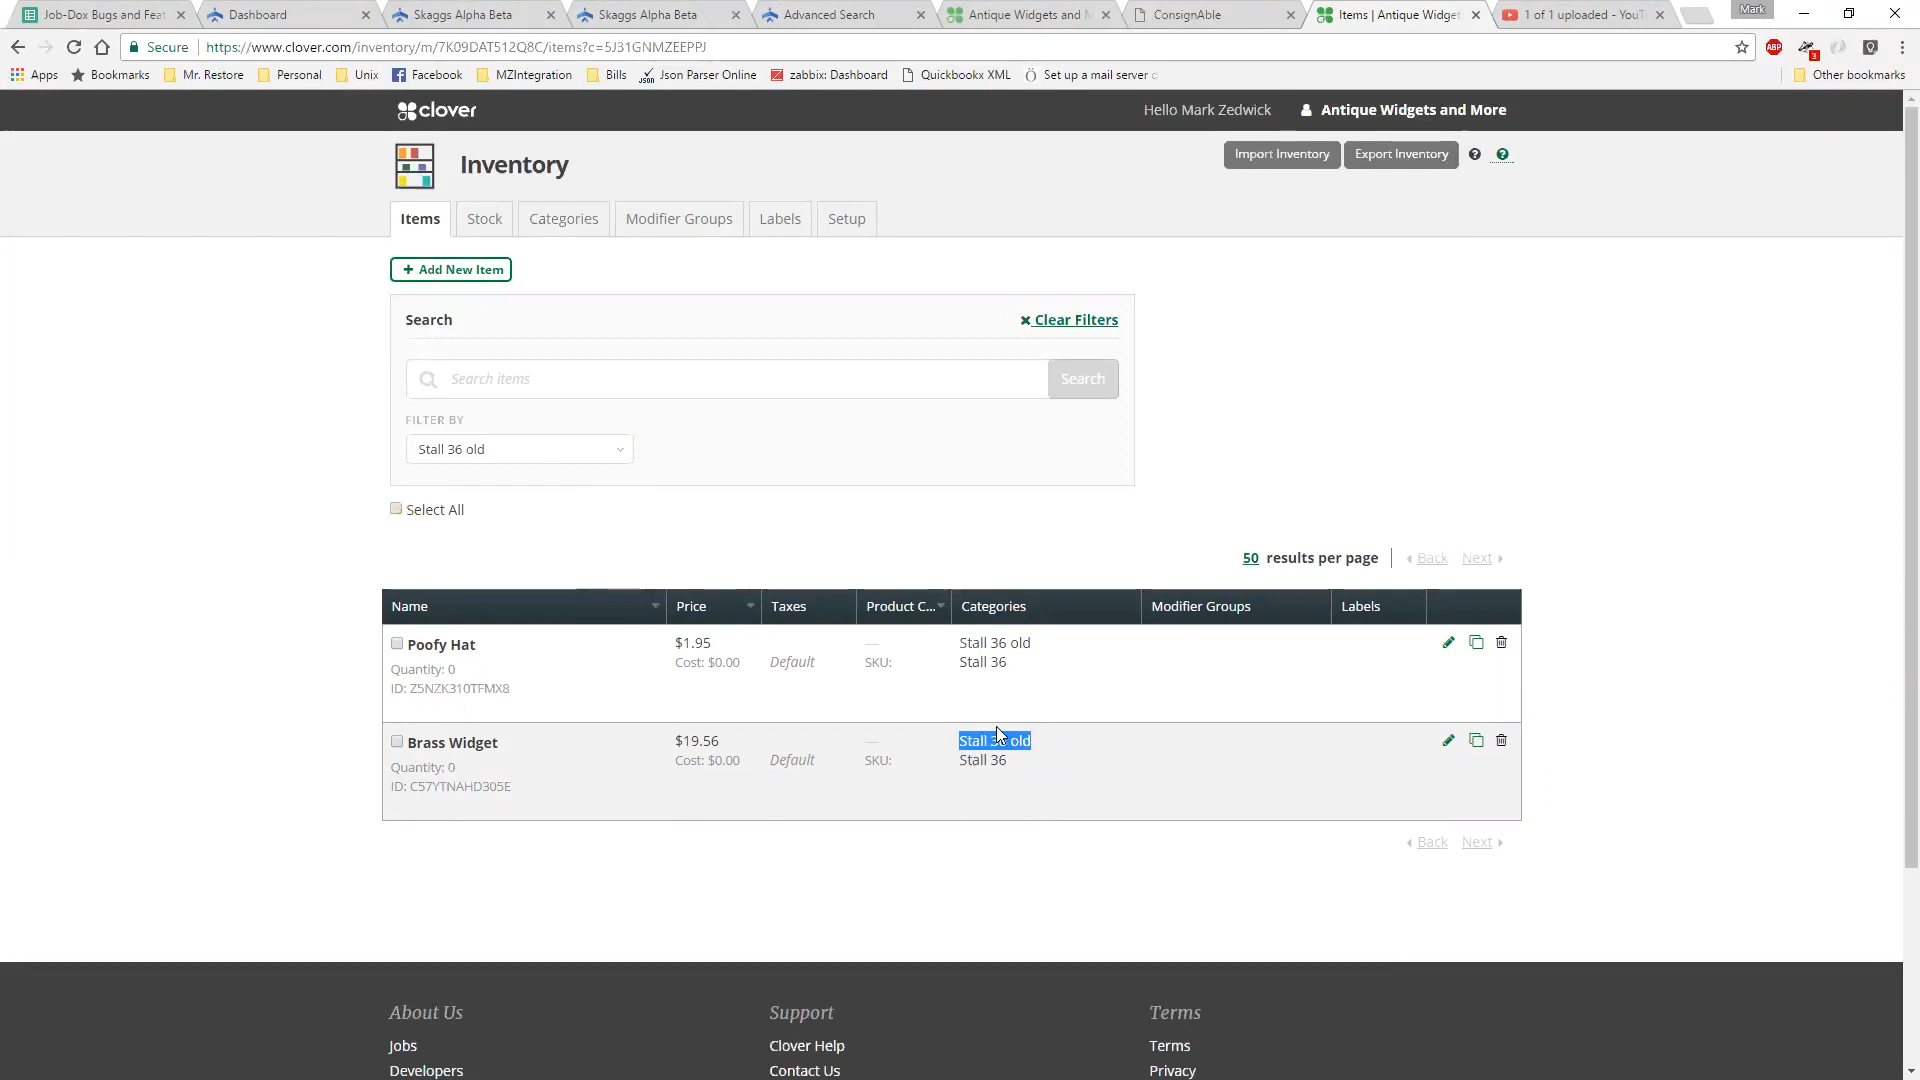 Job-Dox Bugs and Feat
Dashboard
Skaggs Alpha Beta
Skaggs Alpha Beta
Advanced Search
Antique Widgets and M
ConsignAble
Items | Antique Widget
1 of 1 uploaded - YouT
Mark
Secure
https://www.clover.com/inventory/m/7K09DAT512Q8C/items?c=5J31GNMZEEPPJ
ABP
3
Apps
Bookmarks
Mr. Restore
Personal
Unix
Facebook
MZIntegration
Bills
Json Parser Online
zabbix: Dashboard
Quickbookx XML
Set up a mail server
Other bookmarks
clover
Hello Mark Zedwick
Antique Widgets and More
Inventory
Import Inventory
Export Inventory
Items
Stock
Categories
Modifier Groups
Labels
Setup
+ Add New Item
Search
Clear Filters
Search items
Search
FILTER BY
Stall 36 old
Select All
50 results per page
Back Next
Name Price Taxes Product C... Categories Modifier Groups Labels
Poofy Hat $1.95 — Stall 36 old
Cost: $0.00 Default SKU: Stall 36
Quantity: 0
ID: Z5NZK310TFMX8
Brass Widget $19.56 — Stall 36 old
Cost: $0.00 Default SKU: Stall 36
Quantity: 0
ID: C57YTNAHD305E
Back Next
About Us Support Terms
Jobs Clover Help Terms
Developers Contact Us Privacy